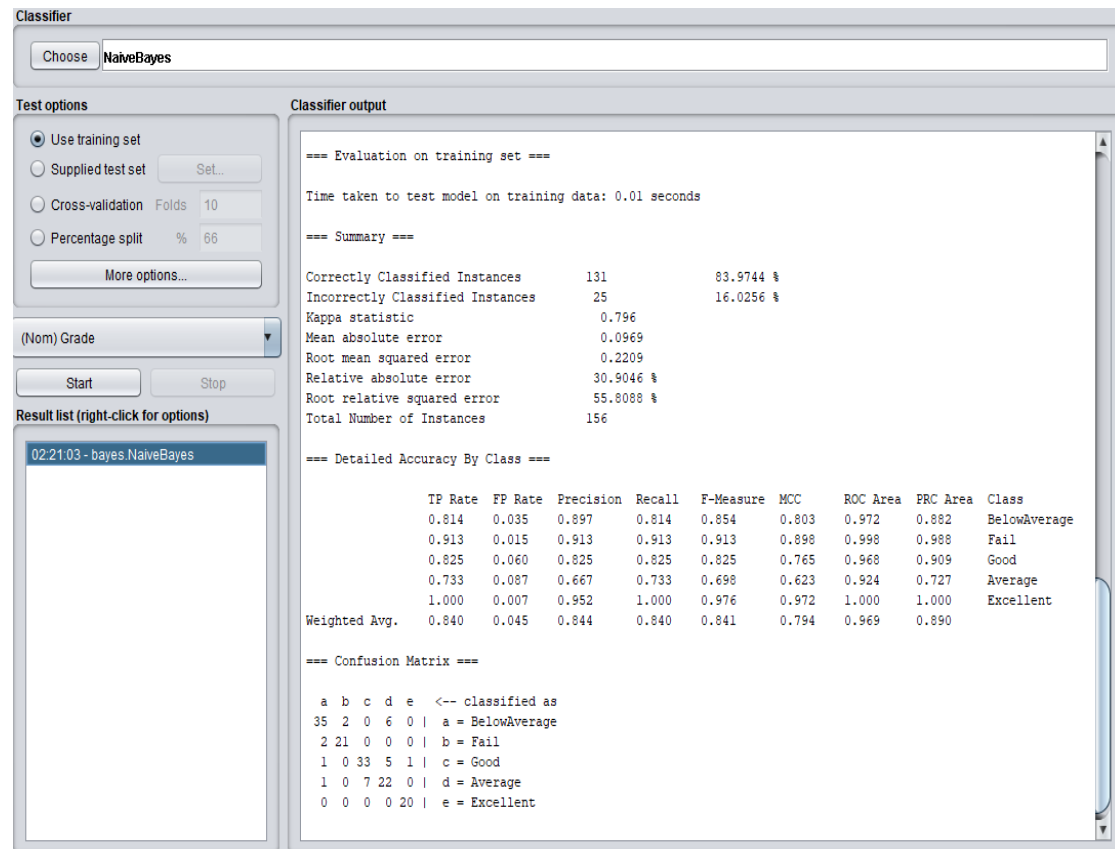 Classifier
Choose NaiveBayes
Test options
Use training set
Supplied test set Set...
Cross-validation Folds 10
Percentage split % 66
More options...
(Nom) Grade
Start Stop
Result list (right-click for options)
02:21:03 - bayes.NaiveBayes
Classifier output
=== Evaluation on training set ===
Time taken to test model on training data: 0.01 seconds
=== Summary ===
Correctly Classified Instances 131 83.9744 %
Incorrectly Classified Instances 25 16.0256 %
Kappa statistic 0.796
Mean absolute error 0.0969
Root mean squared error 0.2209
Relative absolute error 30.9046 %
Root relative squared error 55.8088 %
Total Number of Instances 156
=== Detailed Accuracy By Class ===
TP Rate FP Rate Precision Recall F-Measure MCC ROC Area PRC Area Class
0.814 0.035 0.897 0.814 0.854 0.803 0.972 0.882 BelowAverage
0.913 0.015 0.913 0.913 0.913 0.898 0.998 0.988 Fail
0.825 0.060 0.825 0.825 0.825 0.765 0.968 0.909 Good
0.733 0.087 0.667 0.733 0.698 0.623 0.924 0.727 Average
1.000 0.007 0.952 1.000 0.976 0.972 1.000 1.000 Excellent
Weighted Avg. 0.840 0.045 0.844 0.840 0.841 0.794 0.969 0.890
=== Confusion Matrix ===
a b c d e <-- classified as
35 2 0 6 0 | a = BelowAverage
2 21 0 0 0 | b = Fail
1 0 33 5 1 | c = Good
1 0 7 22 0 | d = Average
0 0 0 0 20 | e = Excellent